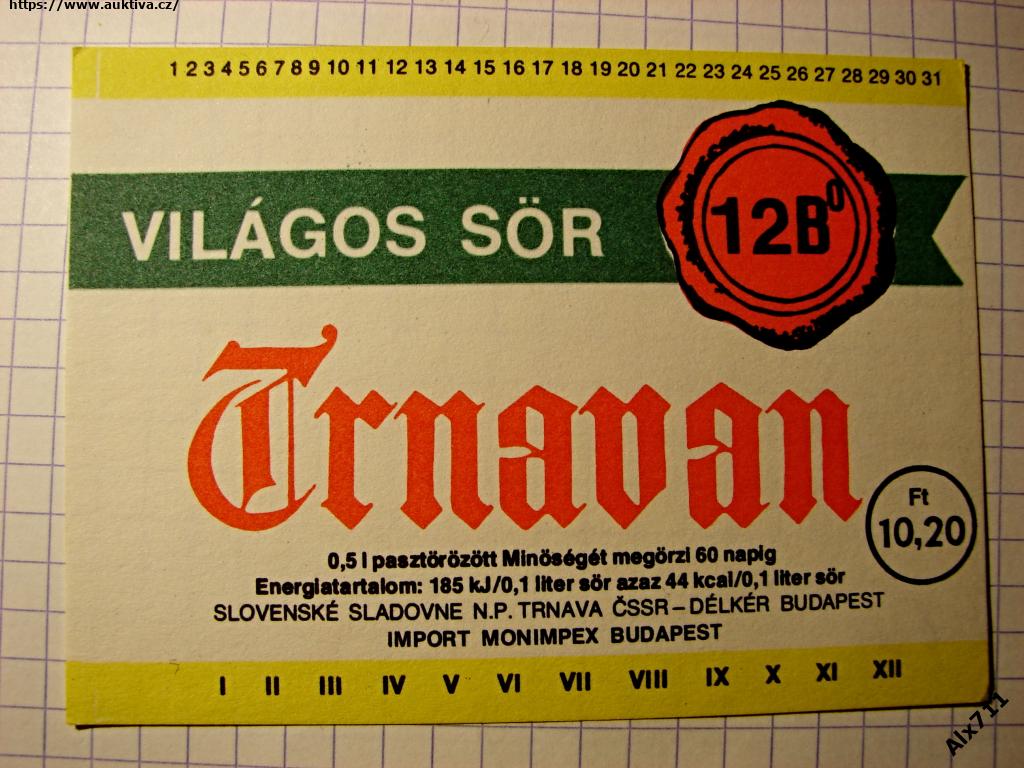 https://www.auktiva.cz/
1 2 3 4 5 6 7 8 9 10 11 12 13 14 15 16 17 18 19 20 21 22 23 24 25 26 27 28 29 30 31
VILÁGOS SÖR
12B⁰
Trnavan
Ft
10,20
0,5 l pasztörözött Minöségét megörzi 60 napig
Energiatartalom: 185 kJ/0,1 liter sör azaz 44 kcal/0,1 liter sör
SLOVENSKÉ SLADOVNE N.P. TRNAVA ČSSR – DÉLKÉR BUDAPEST
IMPORT MONIMPEX BUDAPEST
I II III IV V VI VII VIII IX X XI XII
Alx711